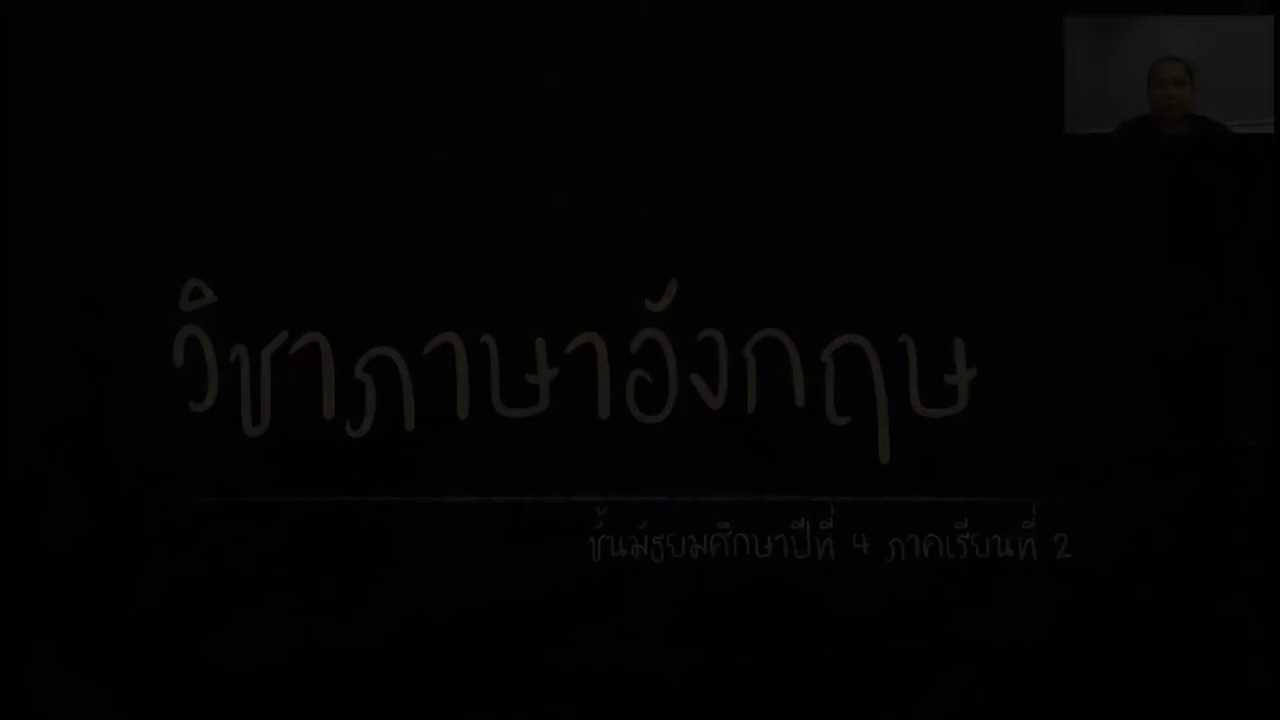 วิชาภาษาอังกฤษ
ชั้นมัธยมศึกษาปีที่ 4 ภาคเรียนที่ 2